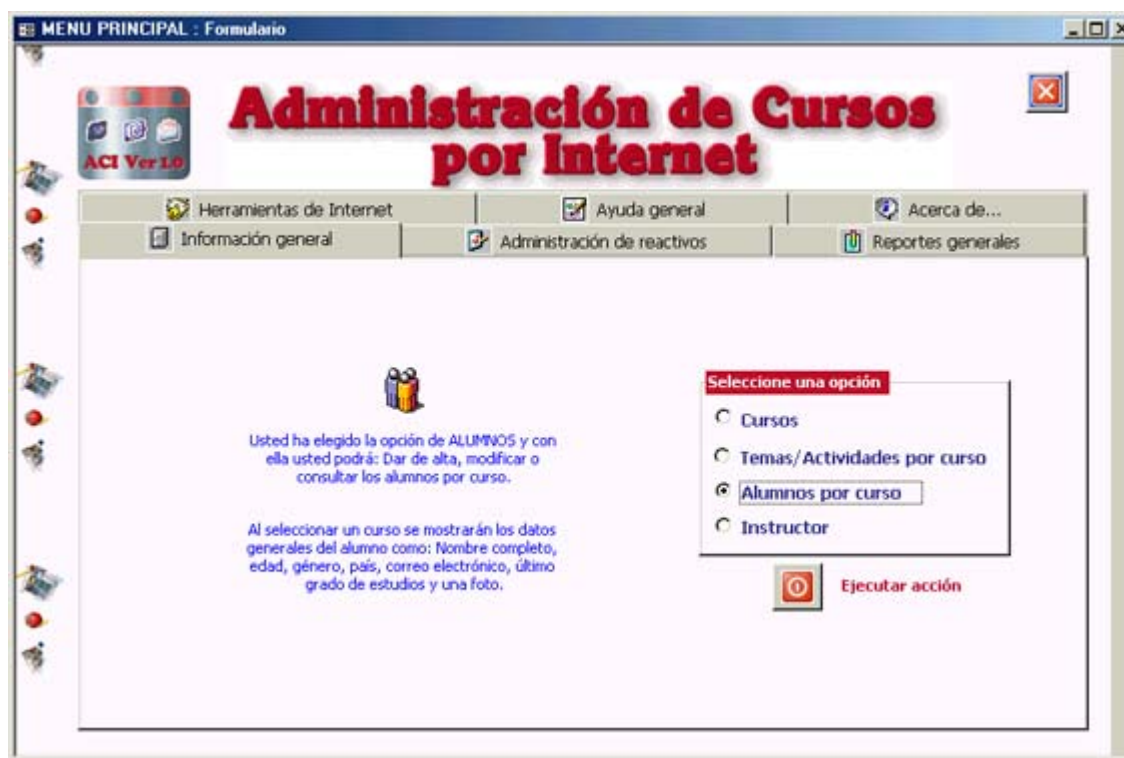 MENU PRINCIPAL : Formulario
ACI Ver 1.0
Administración de Cursos
por Internet
Herramientas de Internet
Ayuda general
Acerca de...
Información general
Administración de reactivos
Reportes generales
Usted ha elegido la opción de ALUMNOS y con
ella usted podrá: Dar de alta, modificar o
consultar los alumnos por curso.
Al seleccionar un curso se mostrarán los datos
generales del alumno como: Nombre completo,
edad, género, país, correo electrónico, último
grado de estudios y una foto.
Seleccione una opción
Cursos
Temas/Actividades por curso
Alumnos por curso
Instructor
Ejecutar acción